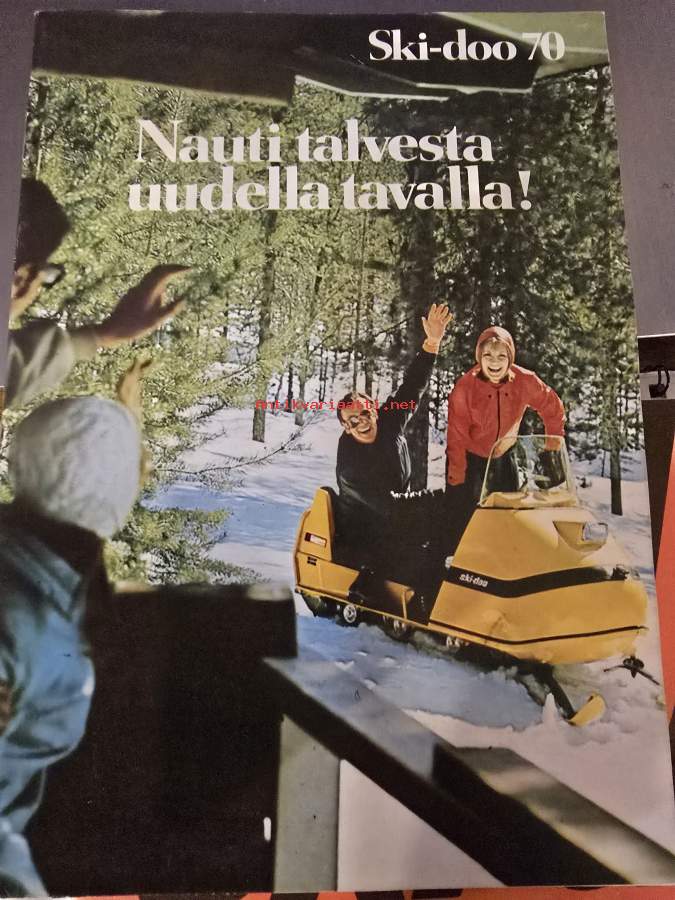 Ski-doo 70
Nauti talvesta
uudella tavalla!
antikvariaatti.net
ski-doo